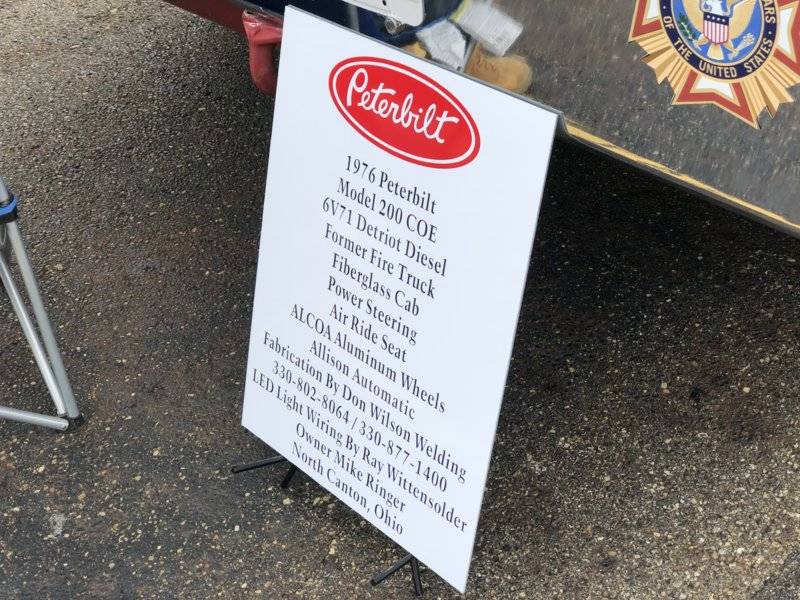 Peterbilt
1976 Peterbilt
Model 200 COE
6V71 Detriot Diesel
Former Fire Truck
Fiberglass Cab
Power Steering
Air Ride Seat
ALCOA Aluminum Wheels
Allison Automatic
Fabrication By Don Wilson Welding
330-802-8064 / 330-877-1400
LED Light Wiring By Ray Wittensolder
Owner Mike Ringer
North Canton, Ohio
ARS
OF THE UNITED STATES